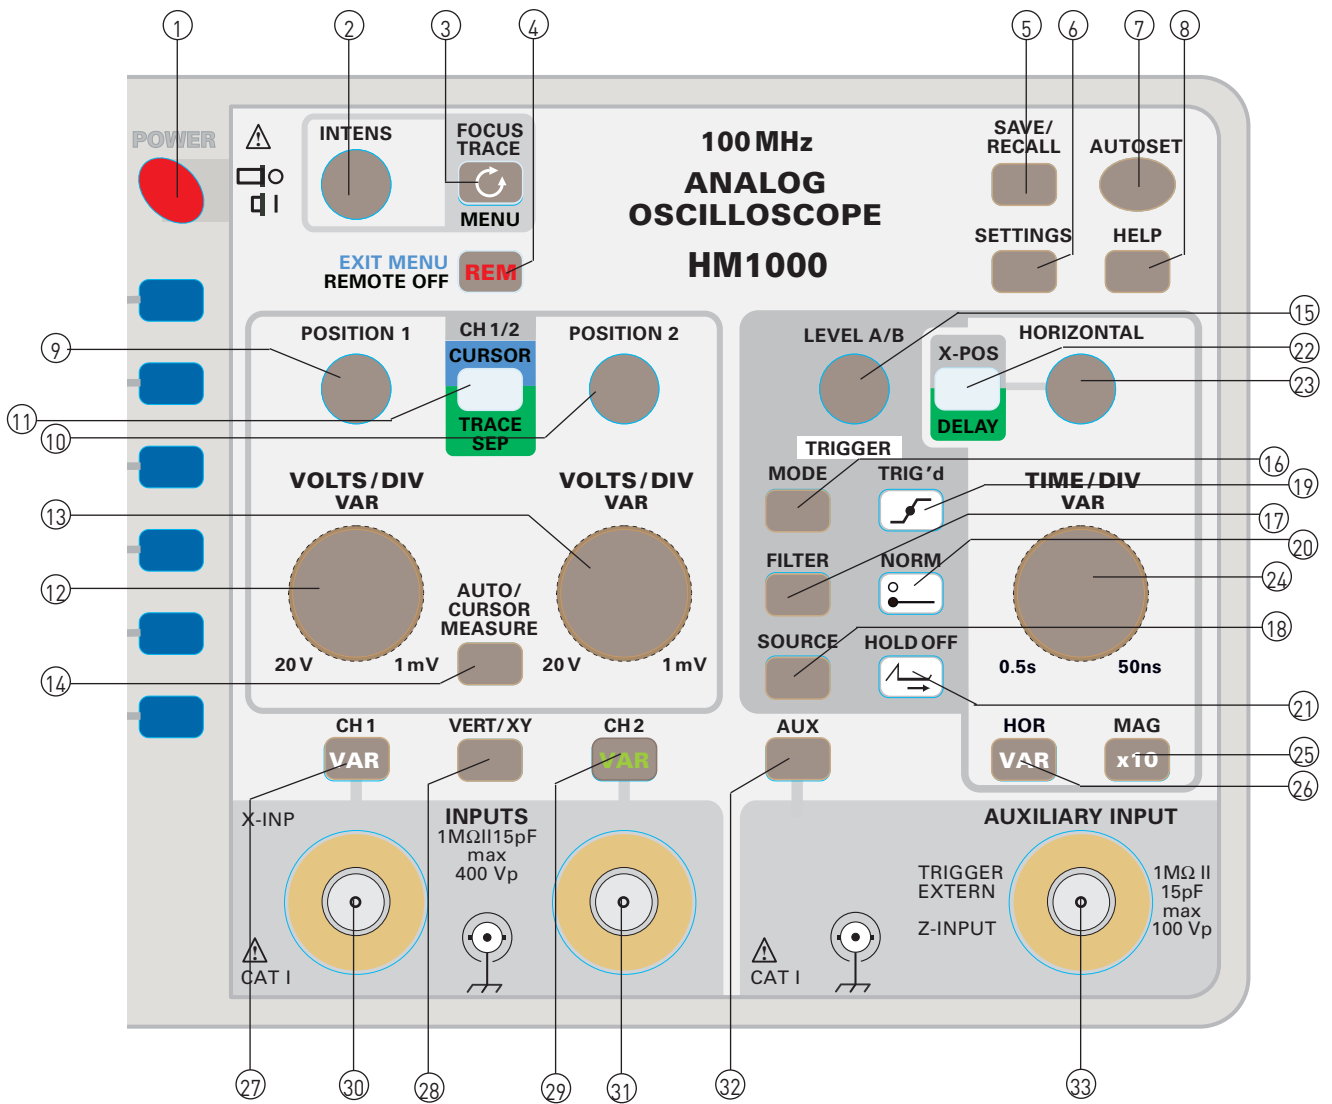 1
2
3
4
5
6
7
8
POWER
INTENS
FOCUS
TRACE
MENU
EXIT MENU
REMOTE OFF
REM
100 MHz
ANALOG
OSCILLOSCOPE
HM1000
SAVE/
RECALL
AUTOSET
SETTINGS
HELP
9
11
10
13
12
14
POSITION 1
CH 1/2
CURSOR
TRACE
SEP
POSITION 2
VOLTS / DIV
VAR
20 V
1 mV
AUTO/
CURSOR
MEASURE
VOLTS / DIV
VAR
20 V
1 mV
LEVEL A/B
X-POS
DELAY
HORIZONTAL
TRIGGER
MODE
TRIG'd
FILTER
NORM
SOURCE
HOLD OFF
TIME / DIV
VAR
0.5s
50ns
15
22
23
16
19
17
20
24
18
21
25
26
CH 1
VAR
VERT/XY
CH 2
VAR
AUX
HOR
VAR
MAG
x10
X-INP
INPUTS
1MΩII15pF
max
400 Vp
CAT I
CAT I
AUXILIARY INPUT
TRIGGER
EXTERN
Z-INPUT
1MΩ II
15pF
max
100 Vp
27
30
28
29
31
32
33